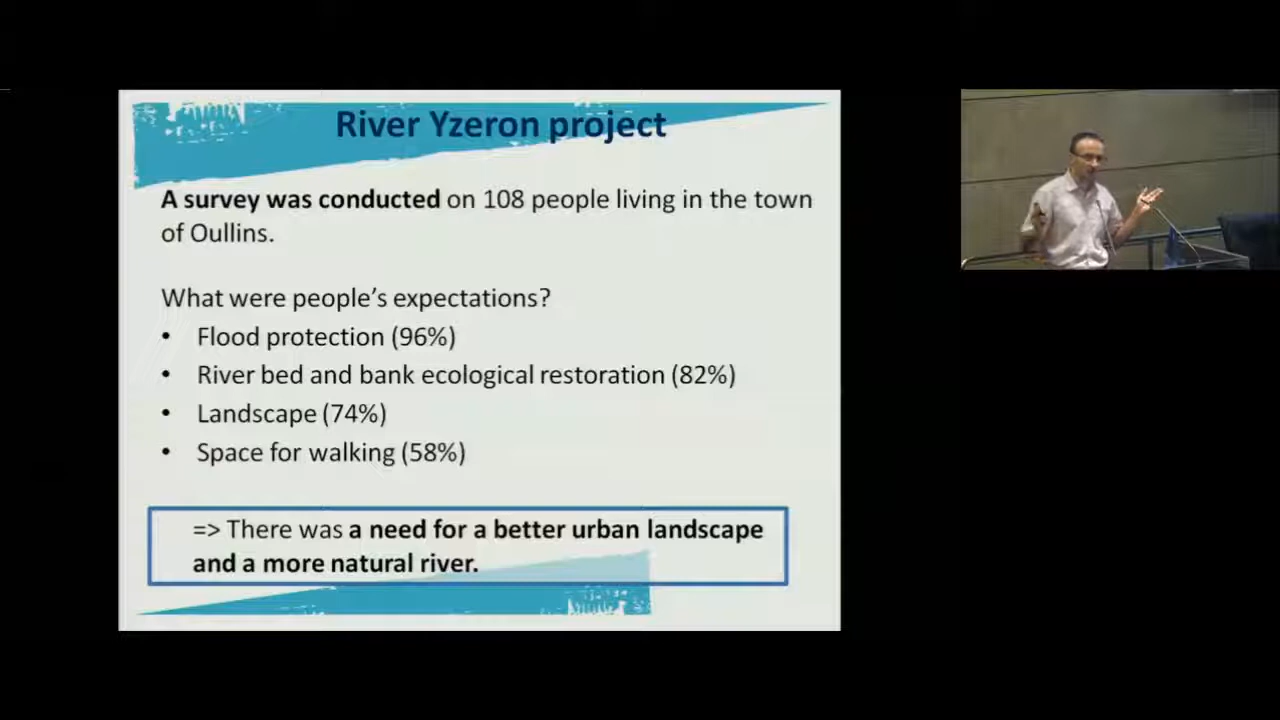 River Yzeron project
A survey was conducted on 108 people living in the town
of Oullins.
What were people's expectations?
• Flood protection (96%)
• River bed and bank ecological restoration (82%)
• Landscape (74%)
• Space for walking (58%)
=> There was a need for a better urban landscape
and a more natural river.